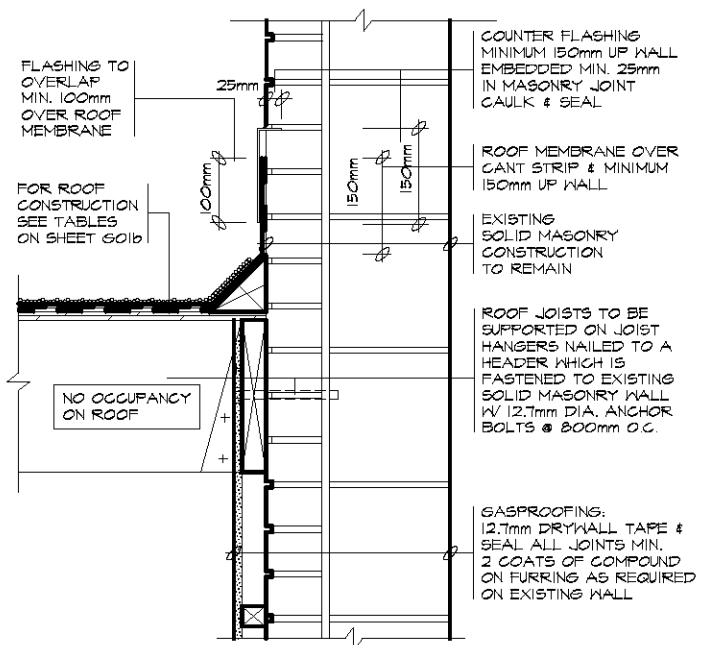 FLASHING TO
OVERLAP
MIN. 100mm
OVER ROOF
MEMBRANE
25mm
COUNTER FLASHING
MINIMUM 150mm UP WALL
EMBEDDED MIN. 25mm
IN MASONRY JOINT
CAULK & SEAL
100mm
150mm
150mm
ROOF MEMBRANE OVER
CANT STRIP & MINIMUM
150mm UP WALL
FOR ROOF
CONSTRUCTION
SEE TABLES
ON SHEET G01b
EXISTING
SOLID MASONRY
CONSTRUCTION
TO REMAIN
ROOF JOISTS TO BE
SUPPORTED ON JOIST
HANGERS NAILED TO A
HEADER WHICH IS
FASTENED TO EXISTING
SOLID MASONRY WALL
W/ 12.7mm DIA. ANCHOR
BOLTS @ 800mm O.C.
NO OCCUPANCY
ON ROOF
GASPROOFING:
12.7mm DRYWALL TAPE &
SEAL ALL JOINTS MIN.
2 COATS OF COMPOUND
ON FURRING AS REQUIRED
ON EXISTING WALL